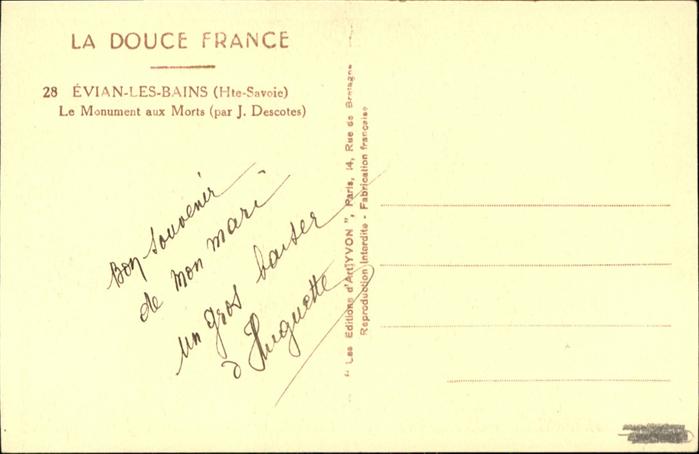 LA DOUCE FRANCE
28 ÉVIAN-LES-BAINS (Hte-Savoie)
Le Monument aux Morts (par J. Descotes)
Bon souvenir
de mon mari
un gros baiser
d'Huguette
" Les Editions d'Art YVON ", Paris, 14, Rue de Bretagne
Reproduction Interdite - Fabrication française